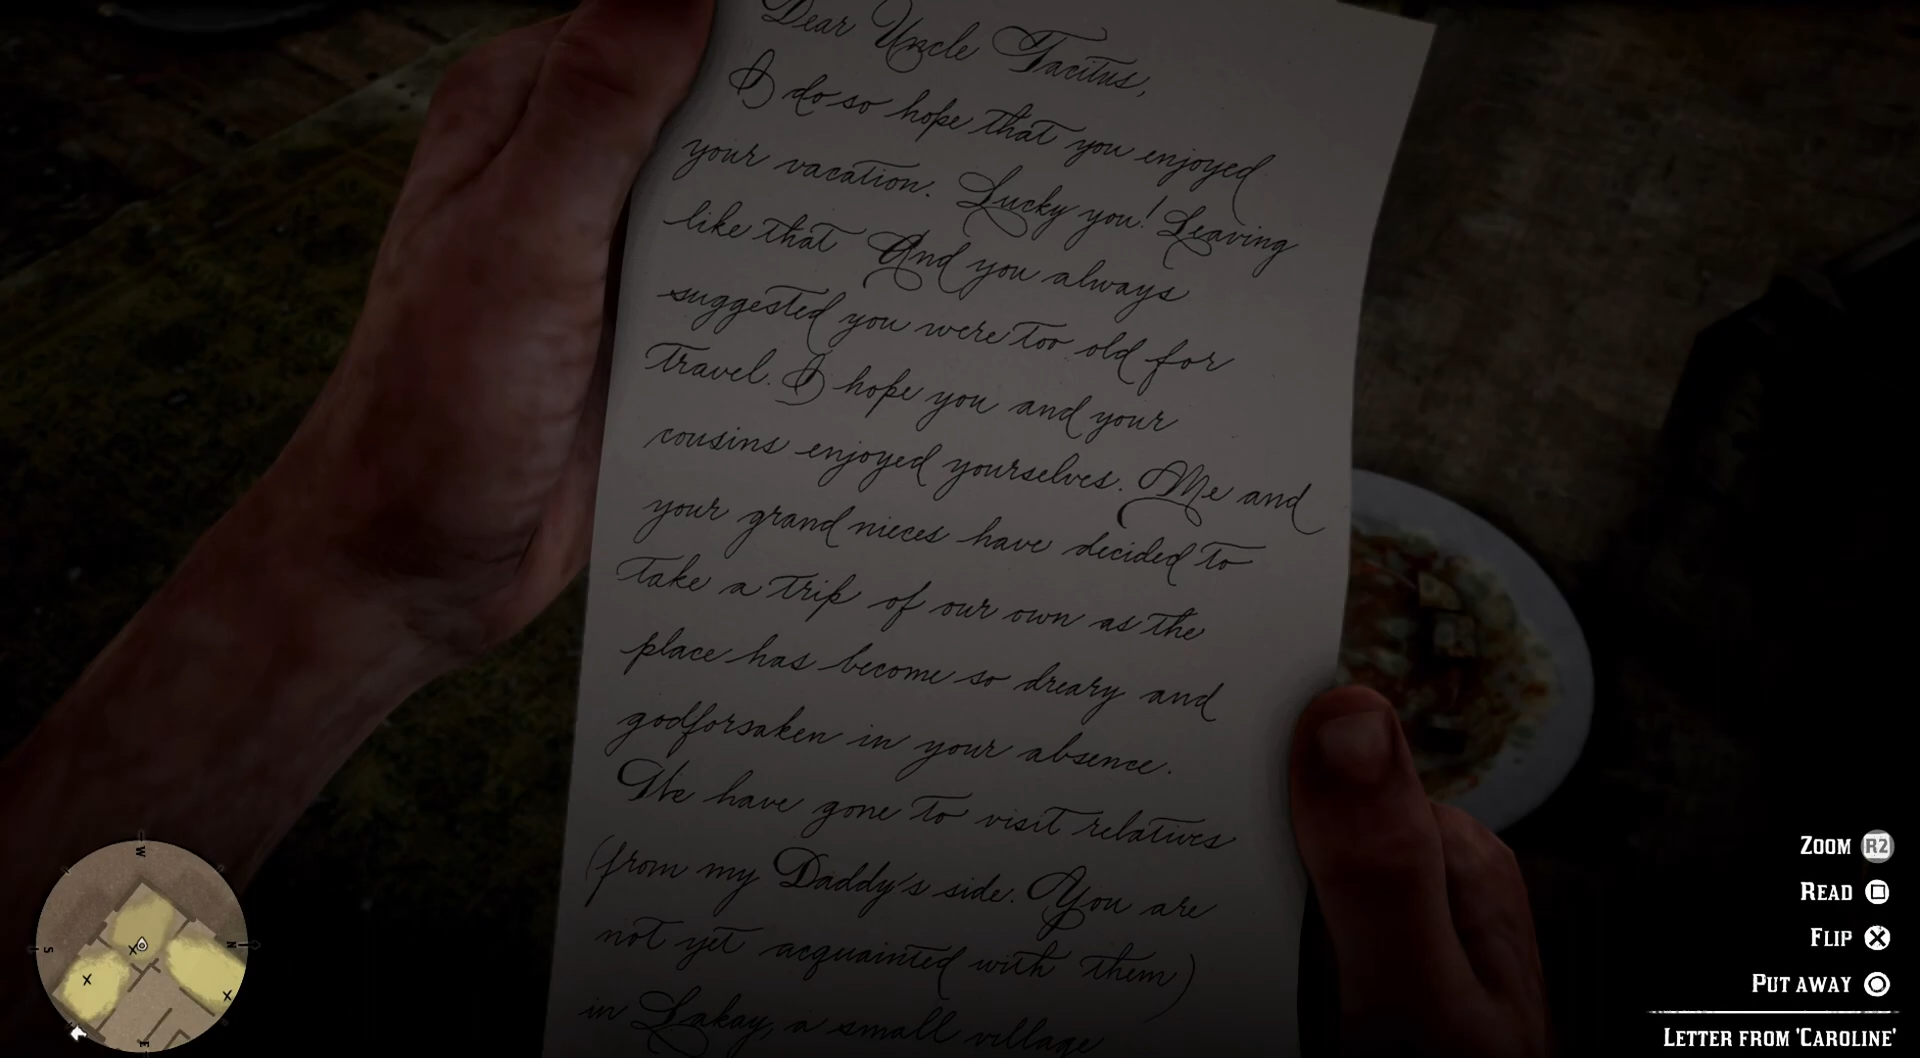 Dear Uncle Tacitus,
I do so hope that you enjoyed
your vacation. Lucky you! Leaving
like that And you always
suggested you were too old for
travel. I hope you and your
cousins enjoyed yourselves. Me and
your grand nieces have decided to
take a trip of our own as the
place has become so dreary and
godforsaken in your absence.
We have gone to visit relatives
(from my Daddy's side. You are
not yet acquainted with them)
in Lakay, a small village
W
S
N
E
ZOOM R2
READ
FLIP
PUT AWAY
LETTER FROM 'CAROLINE'